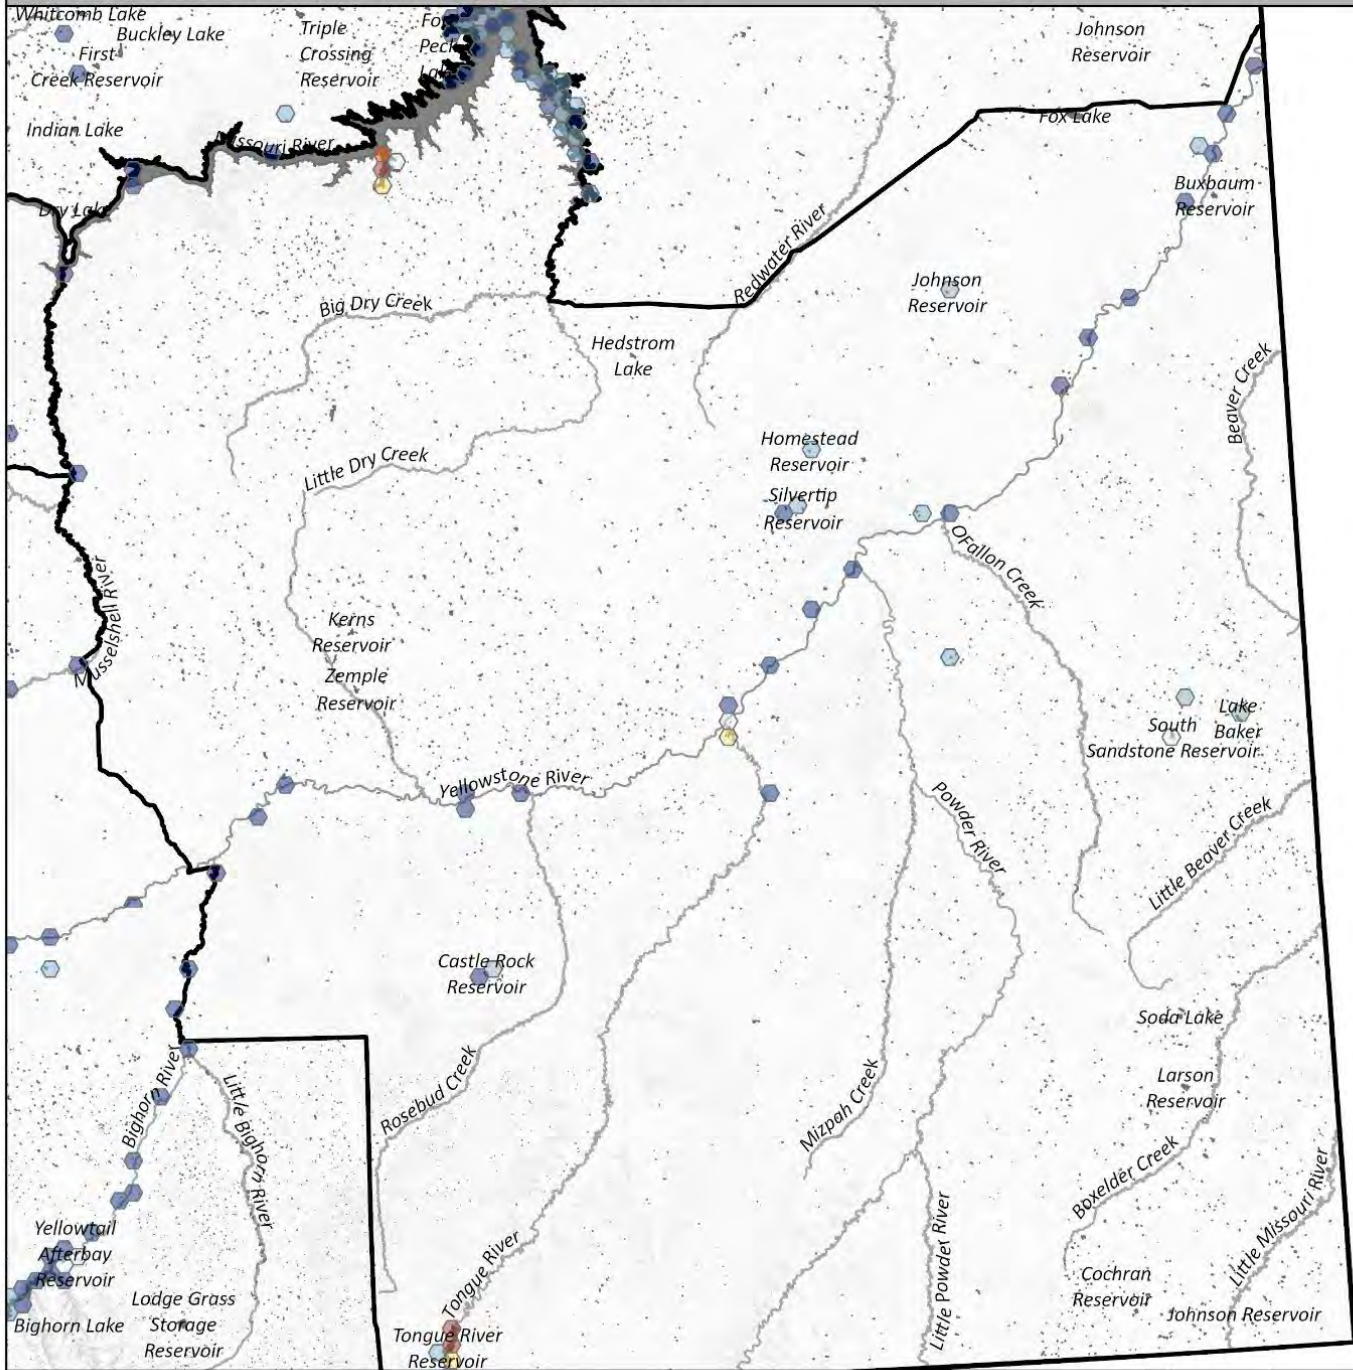 Whitcomb Lake
Buckley Lake
First
Creek Reservoir
Triple
Crossing
Reservoir
Fort
Peck
Lake
Johnson
Reservoir
Indian Lake
Missouri River
Fox Lake
Dry Lake
Buxbaum
Reservoir
Redwater River
Big Dry Creek
Johnson
Reservoir
Hedstrom
Lake
Beaver Creek
Homestead
Reservoir
Little Dry Creek
Silvertip
Reservoir
OFallon Creek
Musselshell River
Kerns
Reservoir
Zemple
Reservoir
Lake
Baker
South
Sandstone Reservoir
Yellowstone River
Powder River
Little Beaver Creek
Castle Rock
Reservoir
Soda Lake
Bighorn River
Little Bighorn River
Rosebud Creek
Mizpah Creek
Larson
Reservoir
Boxelder Creek
Little Missouri River
Yellowtail
Afterbay
Reservoir
Tongue River
Little Powder River
Cochran
Reservoir
Bighorn Lake
Lodge Grass
Storage
Reservoir
Johnson Reservoir
Tongue River
Reservoir